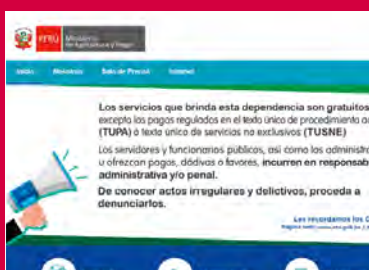 PERÚ Ministerio
de Agricultura y Riego
Inicio Nosotros Sala de Prensa Intranet
Los servicios que brinda esta dependencia son gratuitos
excepto los pagos regulados en el texto único de procedimiento ad
(TUPA) o texto único de servicios no exclusivos (TUSNE)
Los servidores y funcionarios públicos, así como los administra
u ofrezcan pagos, dádivas o favores, incurren en responsab
administrativa y/o penal.
De conocer actos irregulares y delictivos, proceda a
denunciarlos.
Les recordamos los